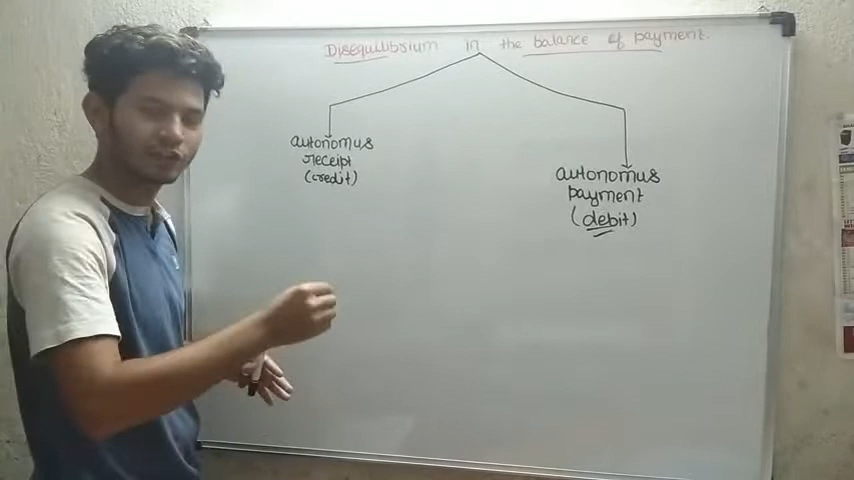 Disequilibrium in the balance of payment.
autonomus
receipt
(credit)
autonomus
payment
(debit)